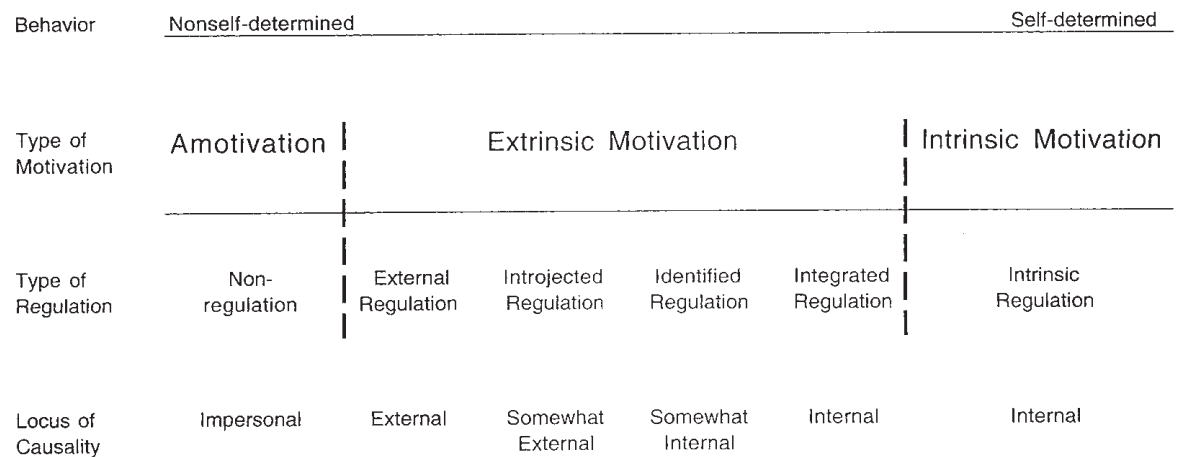 Behavior Nonself-determined Self-determined
Type of Motivation Amotivation Extrinsic Motivation Intrinsic Motivation
Type of Regulation Non-regulation External Regulation Introjected Regulation Identified Regulation Integrated Regulation Intrinsic Regulation
Locus of Causality Impersonal External Somewhat External Somewhat Internal Internal Internal